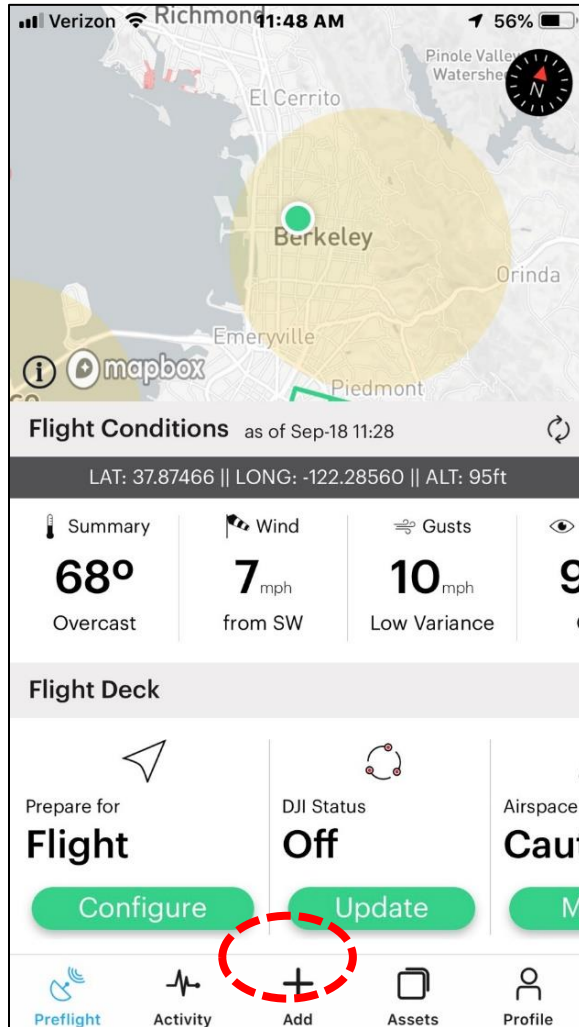 Verizon Richmond 11:48 AM 56%
Pinole Valley
El Cerrito
N
Berkeley
Orinda
Emeryville
i mapbox
Piedmont
Flight Conditions as of Sep-18 11:28
LAT: 37.87466 || LONG: -122.28560 || ALT: 95ft
Summary Wind Gusts
68º 7 mph 10 mph 9
Overcast from SW Low Variance
Flight Deck
Prepare for DJI Status Airspace
Flight Off
Configure Update M
Preflight Activity Add Assets Profile